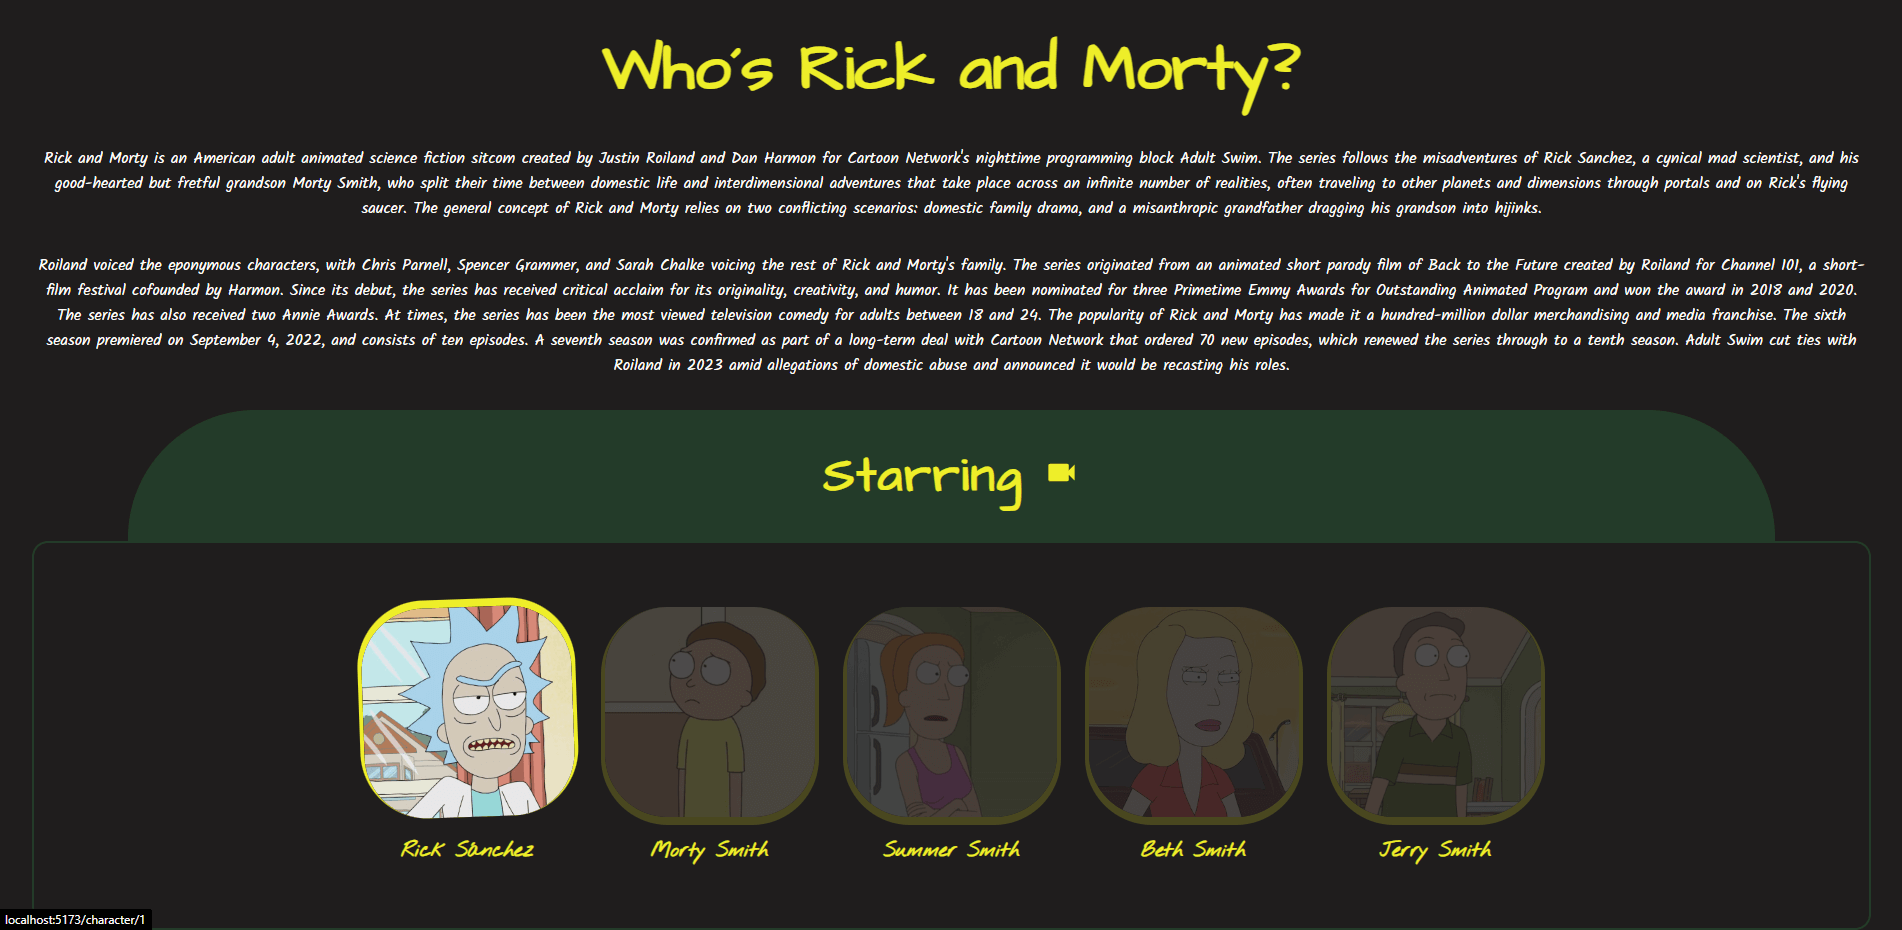 Who's Rick and Morty?
Rick and Morty is an American adult animated science fiction sitcom created by Justin Roiland and Dan Harmon for Cartoon Network's nighttime programming block Adult Swim. The series follows the misadventures of Rick Sanchez, a cynical mad scientist, and his
good-hearted but fretful grandson Morty Smith, who split their time between domestic life and interdimensional adventures that take place across an infinite number of realities, often traveling to other planets and dimensions through portals and on Rick's flying
saucer. The general concept of Rick and Morty relies on two conflicting scenarios: domestic family drama, and a misanthropic grandfather dragging his grandson into hijinks.
Roiland voiced the eponymous characters, with Chris Parnell, Spencer Grammer, and Sarah Chalke voicing the rest of Rick and Morty's family. The series originated from an animated short parody film of Back to the Future created by Roiland for Channel 101, a short-
film festival cofounded by Harmon. Since its debut, the series has received critical acclaim for its originality, creativity, and humor. It has been nominated for three Primetime Emmy Awards for Outstanding Animated Program and won the award in 2018 and 2020.
The series has also received two Annie Awards. At times, the series has been the most viewed television comedy for adults between 18 and 24. The popularity of Rick and Morty has made it a hundred-million dollar merchandising and media franchise. The sixth
season premiered on September 4, 2022, and consists of ten episodes. A seventh season was confirmed as part of a long-term deal with Cartoon Network that ordered 70 new episodes, which renewed the series through to a tenth season. Adult Swim cut ties with
Roiland in 2023 amid allegations of domestic abuse and announced it would be recasting his roles.
Starring
Rick Sanchez
Morty Smith
Summer Smith
Beth Smith
Jerry Smith
localhost:5173/character/1